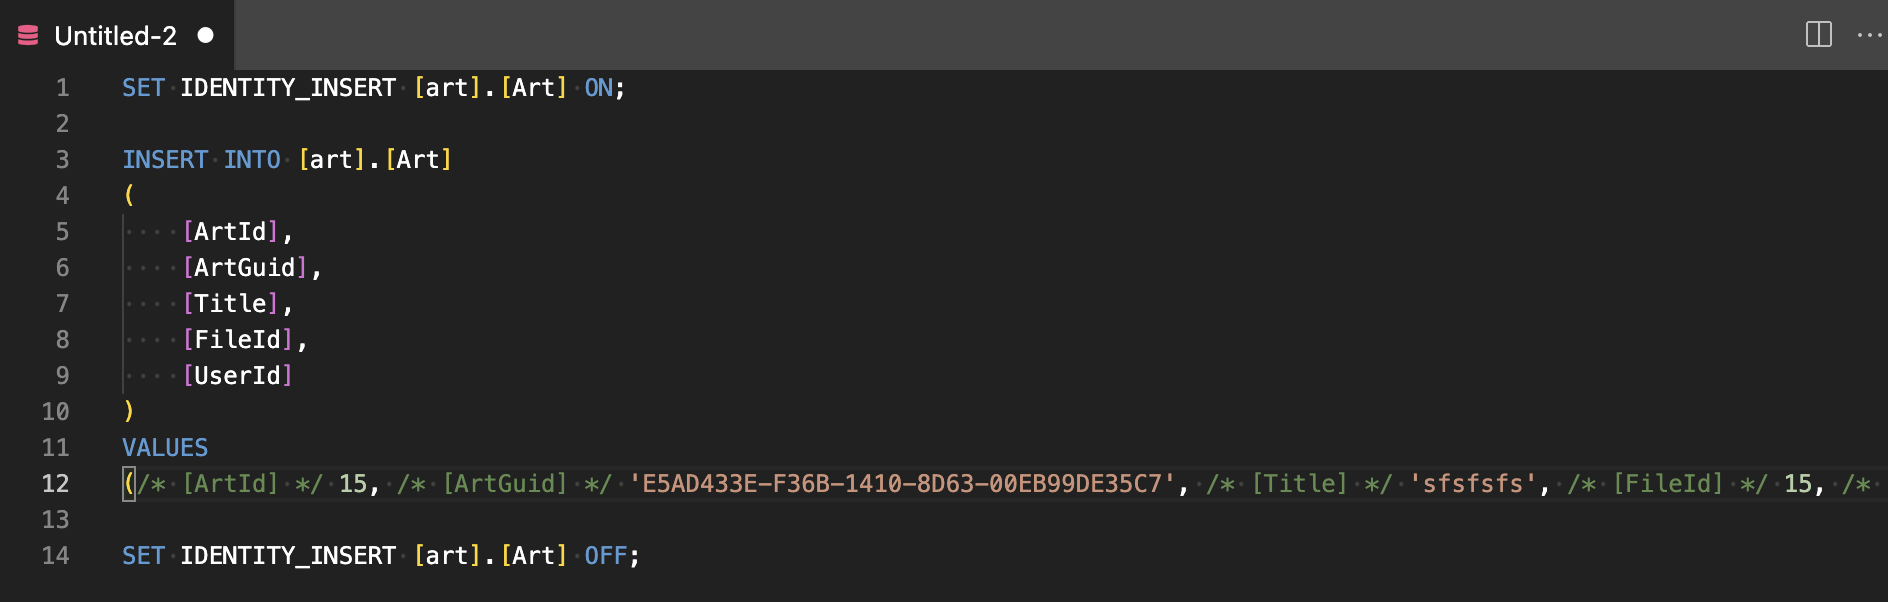 Untitled-2
1 SET IDENTITY_INSERT [art].[Art] ON;
2
3 INSERT INTO [art].[Art]
4 (
5 [ArtId],
6 [ArtGuid],
7 [Title],
8 [FileId],
9 [UserId]
10 )
11 VALUES
12 (/* [ArtId] */ 15, /* [ArtGuid] */ 'E5AD433E-F36B-1410-8D63-00EB99DE35C7', /* [Title] */ 'sfsfsfs', /* [FileId] */ 15, /*
13
14 SET IDENTITY_INSERT [art].[Art] OFF;